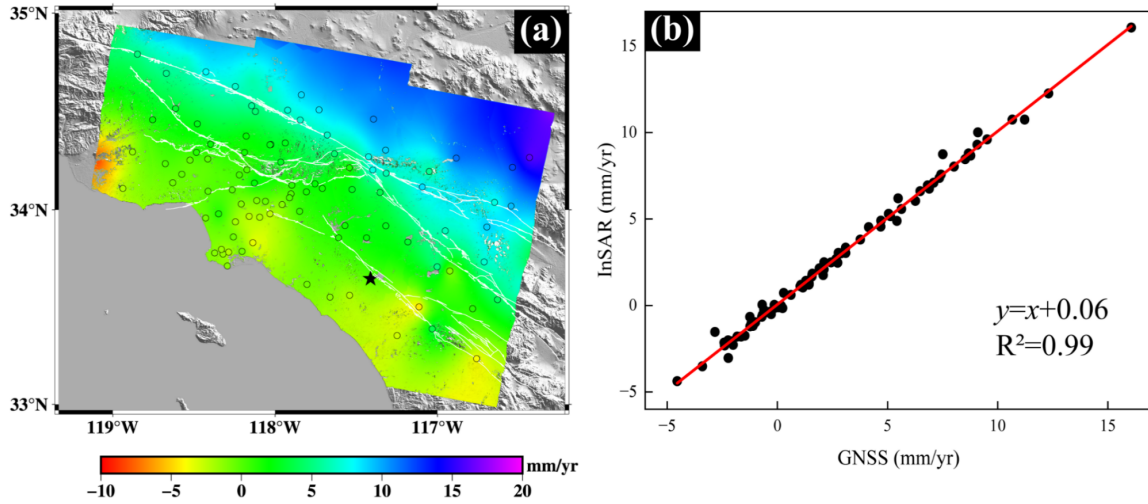 (a)
35°N
34°N
33°N
119°W 118°W 117°W
mm/yr
−10 −5 0 5 10 15 20
(b)
InSAR (mm/yr)
15
10
5
0
−5
y=x+0.06
R²=0.99
−5 0 5 10 15
GNSS (mm/yr)